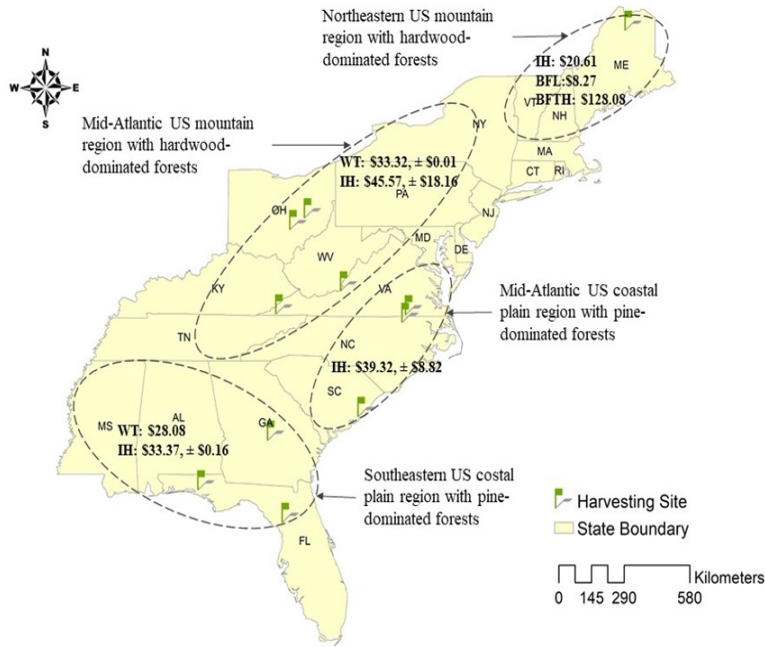 Northeastern US mountain
region with hardwood-
dominated forests
N
W
E
S
IH: $20.61
BFL:$8.27
BFTH: $128.08
ME
VT
NH
Mid-Atlantic US mountain
region with hardwood-
dominated forests
NY
MA
CT
RI
WT: $33.32, ± $0.01
IH: $45.57, ± $18.16
PA
OH
NJ
MD
DE
WV
KY
VA
Mid-Atlantic US coastal
plain region with pine-
dominated forests
TN
NC
IH: $39.32, ± $8.82
SC
MS
AL
GA
WT: $28.08
IH: $33.37, ± $0.16
Southeastern US costal
plain region with pine-
dominated forests
FL
Harvesting Site
State Boundary
Kilometers
0 145 290 580